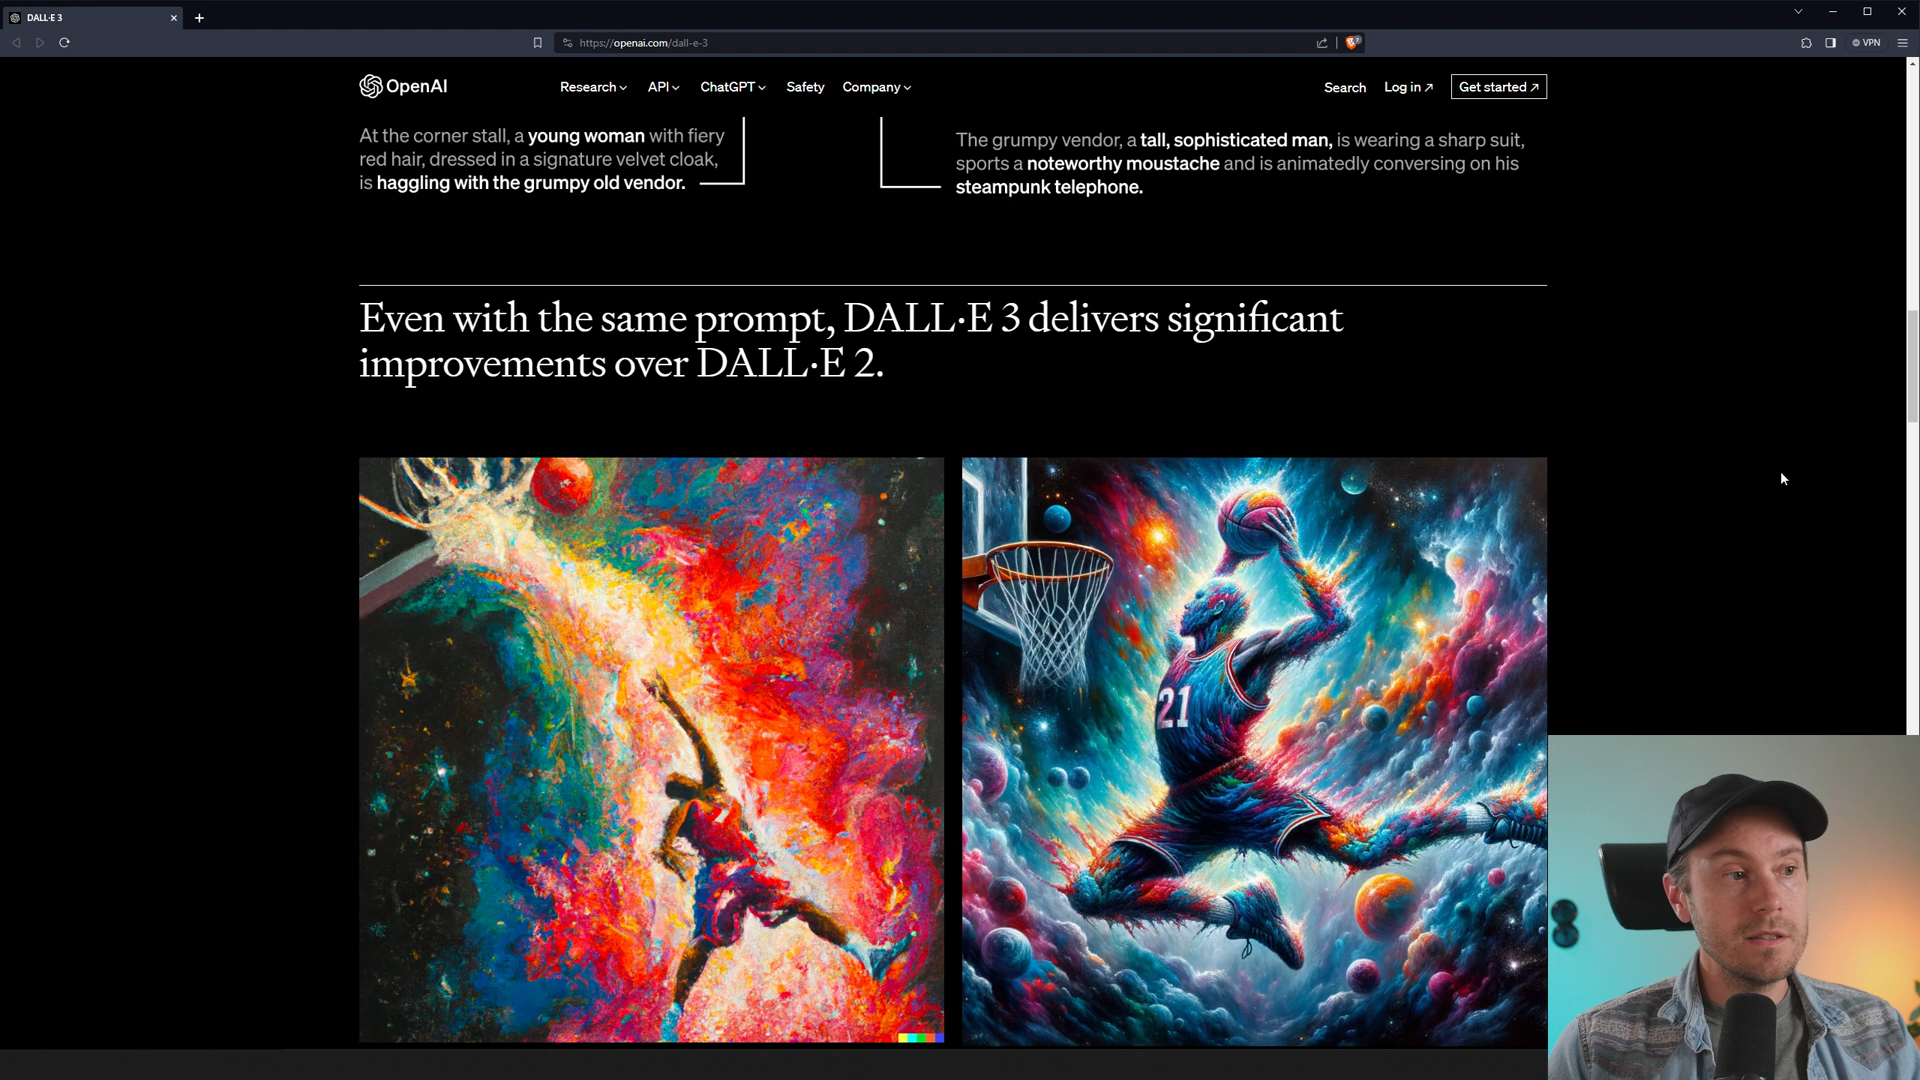 DALL·E 3
https://openai.com/dall-e-3
VPN
OpenAI
Research
API
ChatGPT
Safety
Company
Search
Log in ↗
Get started ↗
At the corner stall, a young woman with fiery
red hair, dressed in a signature velvet cloak,
is haggling with the grumpy old vendor.
The grumpy vendor, a tall, sophisticated man, is wearing a sharp suit,
sports a noteworthy moustache and is animatedly conversing on his
steampunk telephone.
Even with the same prompt, DALL·E 3 delivers significant
improvements over DALL·E 2.
21